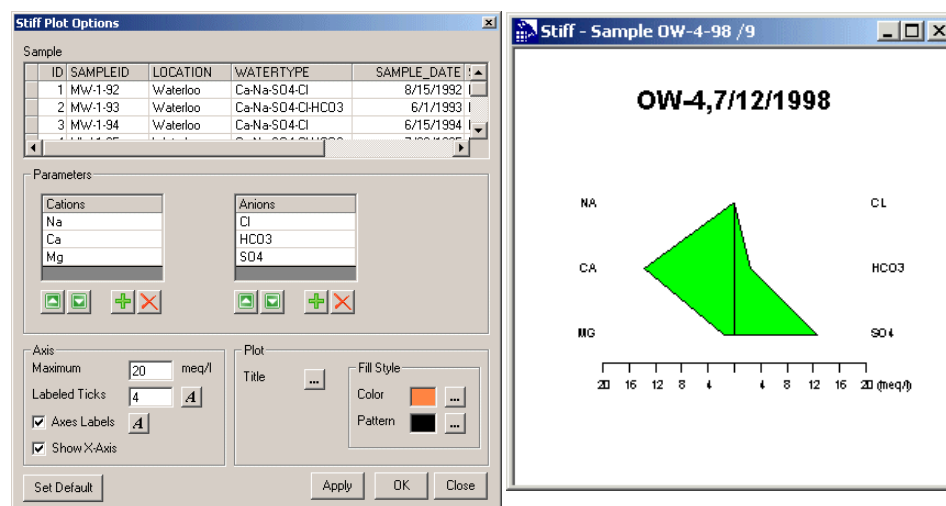 Stiff Plot Options
Sample
ID SAMPLEID LOCATION WATERTYPE SAMPLE_DATE
1 MW-1-92 Waterloo Ca-Na-SO4-Cl 8/15/1992
2 MW-1-93 Waterloo Ca-Na-SO4-Cl-HCO3 6/1/1993
3 MW-1-94 Waterloo Ca-Na-SO4-Cl 6/15/1994
Parameters
Cations
Na
Ca
Mg
Anions
Cl
HCO3
SO4
Axis
Maximum 20 meq/l
Labeled Ticks 4 A
Axes Labels A
Show X-Axis
Plot
Title ...
Fill Style
Color ...
Pattern ...
Set Default Apply OK Close
Stiff - Sample OW-4-98 /9
OW-4,7/12/1998
NA CL
CA HCO3
MG SO4
20 16 12 8 4 4 8 12 16 20 (meq/l)